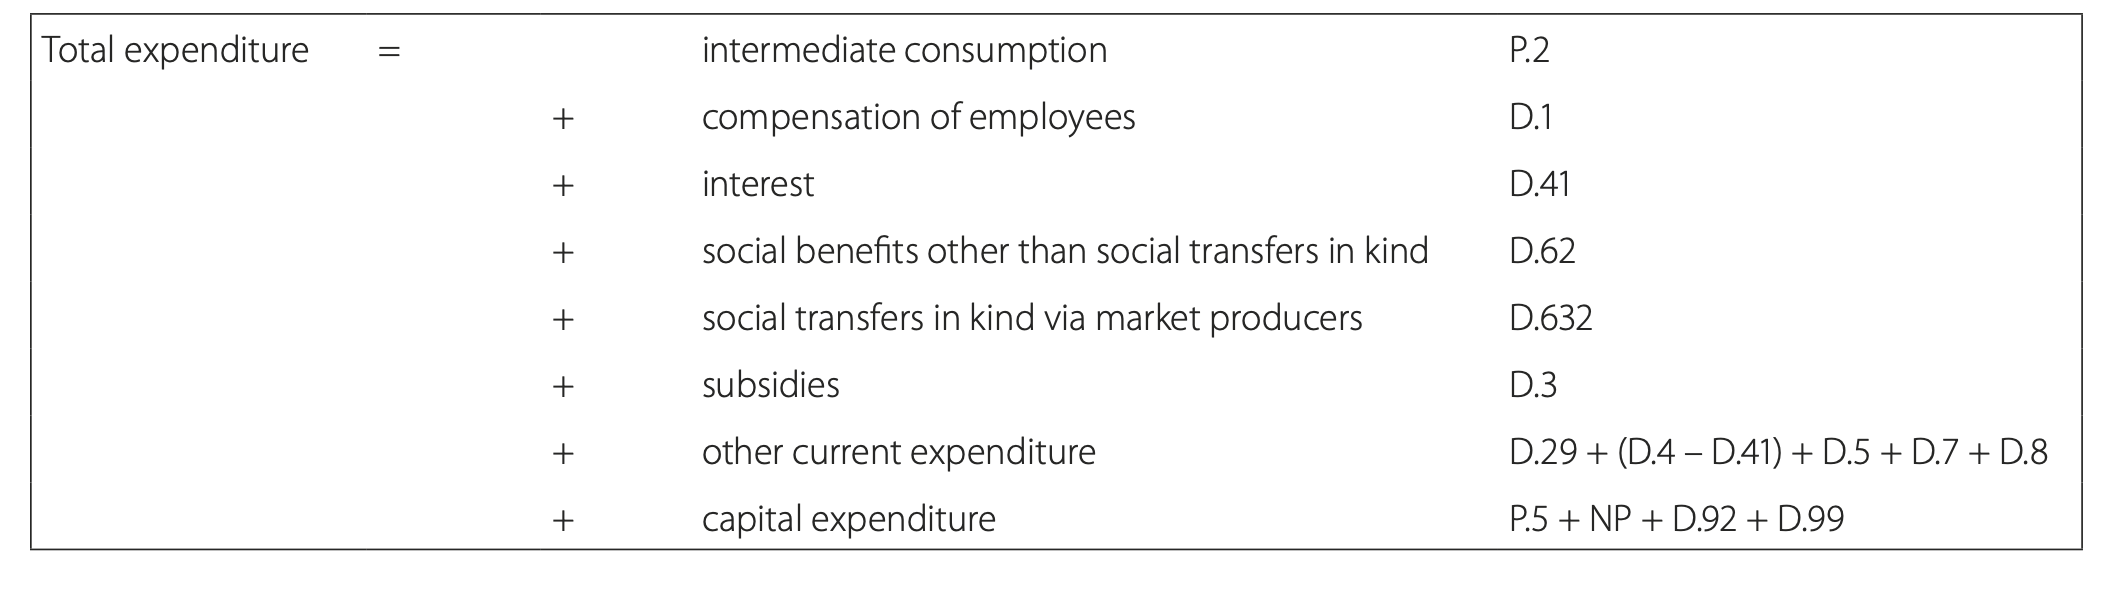 Total expenditure = intermediate consumption P.2
+ compensation of employees D.1
+ interest D.41
+ social benefits other than social transfers in kind D.62
+ social transfers in kind via market producers D.632
+ subsidies D.3
+ other current expenditure D.29 + (D.4 – D.41) + D.5 + D.7 + D.8
+ capital expenditure P.5 + NP + D.92 + D.99